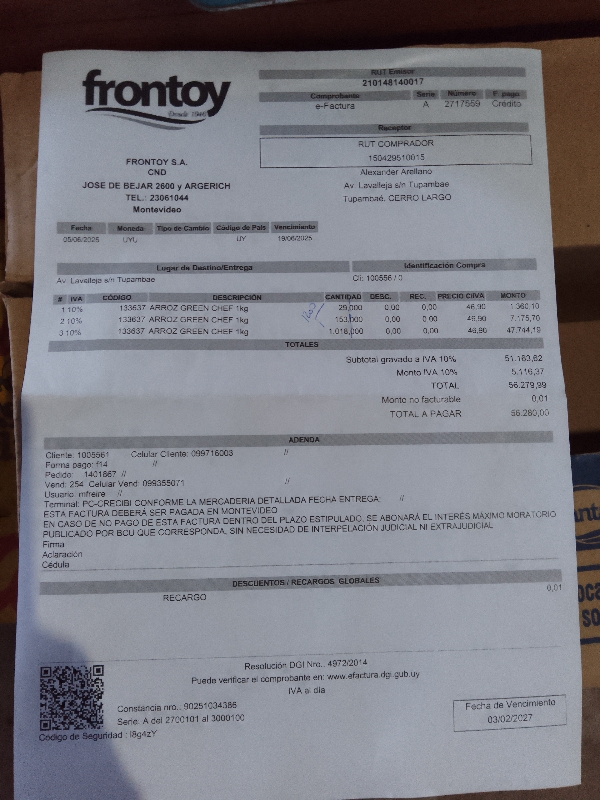 frontoy
Desde 1940
FRONTOY S.A.
CND
JOSE DE BEJAR 2600 y ARGERICH
TEL.: 23061044
Montevideo
RUT Emisor
210148140017
Comprobante Serie Número F. pago
e-Factura A 2717559 Crédito
Receptor
RUT COMPRADOR
150429510015
Alexander Arellano
Av. Lavalleja s/n Tupambae
Tupambaé, CERRO LARGO
Fecha Moneda Tipo de Cambio Código de País Vencimiento
05/06/2025 UYU UY 19/06/2025
Lugar de Destino/Entrega Identificación Compra
Av. Lavalleja s/n Tupambae CI: 100556 / 0
# IVA CÓDIGO DESCRIPCIÓN CANTIDAD DESC. REC. PRECIO C/IVA MONTO
1 10% 133637 ARROZ GREEN CHEF 1kg 29,000 0,00 0,00 46,90 1.360,10
2 10% 133637 ARROZ GREEN CHEF 1kg 153,000 0,00 0,00 46,90 7.175,70
3 10% 133637 ARROZ GREEN CHEF 1kg 1.018,000 0,00 0,00 46,90 47.744,19
TOTALES
Subtotal gravado a IVA 10% 51.163,62
Monto IVA 10% 5.116,37
TOTAL 56.279,99
Monto no facturable 0,01
TOTAL A PAGAR 56.280,00
ADENDA
Cliente: 1005561 Celular Cliente: 099716003 //
Forma pago: f14 //
Pedido: 1401867 //
Vend: 254 Celular Vend: 099355071
Usuario: mfreire //
Terminal: PC-CRECIBI CONFORME LA MERCADERIA DETALLADA FECHA ENTREGA: //
ESTA FACTURA DEBERÁ SER PAGADA EN MONTEVIDEO
EN CASO DE NO PAGO DE ESTA FACTURA DENTRO DEL PLAZO ESTIPULADO, SE ABONARÁ EL INTERÉS MÁXIMO MORATORIO
PUBLICADO POR BCU QUE CORRESPONDA, SIN NECESIDAD DE INTERPELACIÓN JUDICIAL NI EXTRAJUDICIAL
Firma
Aclaración
Cédula
DESCUENTOS / RECARGOS GLOBALES
RECARGO 0,01
Resolución DGI Nro.. 4972/2014
Puede verificar el comprobante en: www.efactura.dgi.gub.uy
IVA al día
Constancia nro.. 90251034386
Serie: A del 2700101 al 3000100
Código de Seguridad : I8g4zY
Fecha de Vencimiento
03/02/2027